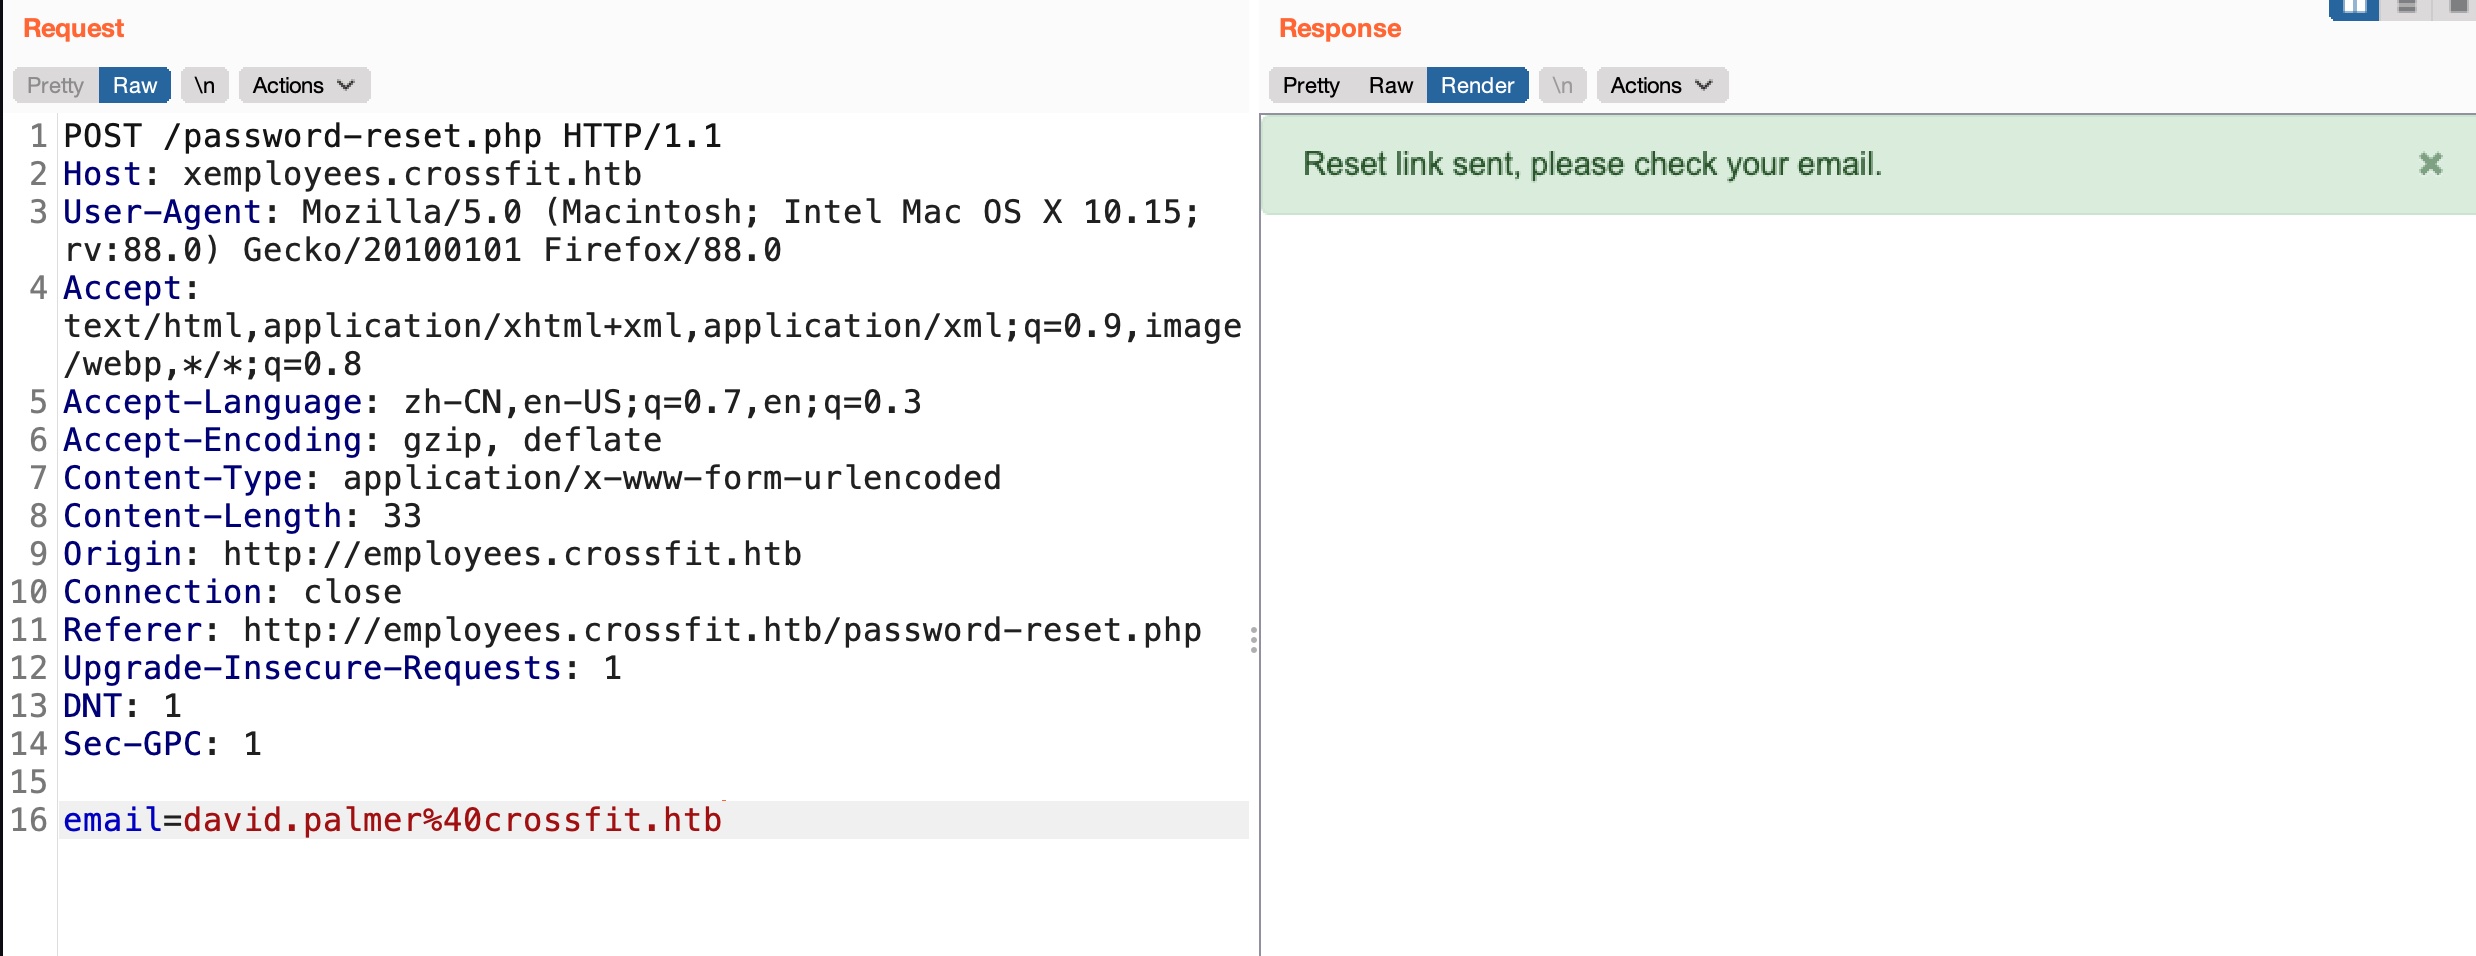 Request
Pretty Raw \n Actions
1 POST /password-reset.php HTTP/1.1
2 Host: xemployees.crossfit.htb
3 User-Agent: Mozilla/5.0 (Macintosh; Intel Mac OS X 10.15;
rv:88.0) Gecko/20100101 Firefox/88.0
4 Accept:
text/html,application/xhtml+xml,application/xml;q=0.9,image
/webp,*/*;q=0.8
5 Accept-Language: zh-CN,en-US;q=0.7,en;q=0.3
6 Accept-Encoding: gzip, deflate
7 Content-Type: application/x-www-form-urlencoded
8 Content-Length: 33
9 Origin: http://employees.crossfit.htb
10 Connection: close
11 Referer: http://employees.crossfit.htb/password-reset.php
12 Upgrade-Insecure-Requests: 1
13 DNT: 1
14 Sec-GPC: 1
15
16 email=david.palmer%40crossfit.htb
Response
Pretty Raw Render \n Actions
Reset link sent, please check your email. ×